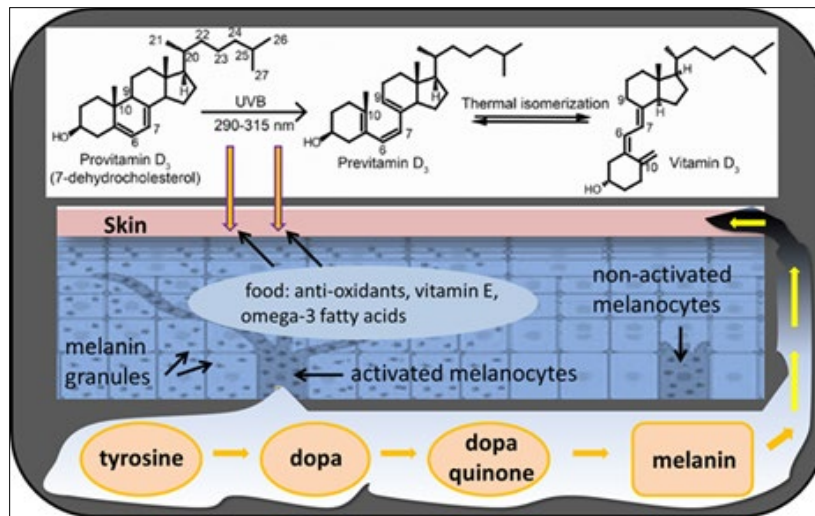 21
22
24
26
20
23
25
27
H
10
9
HO
6
7
Provitamin D3
(7-dehydrocholesterol)
UVB
290-315 nm
9
10
H
HO
7
6
Previtamin D3
Thermal isomerization
H
9
H
6
7
10
HO
Vitamin D3
Skin
food: anti-oxidants, vitamin E,
omega-3 fatty acids
non-activated
melanocytes
melanin
granules
activated melanocytes
tyrosine
dopa
dopa
quinone
melanin